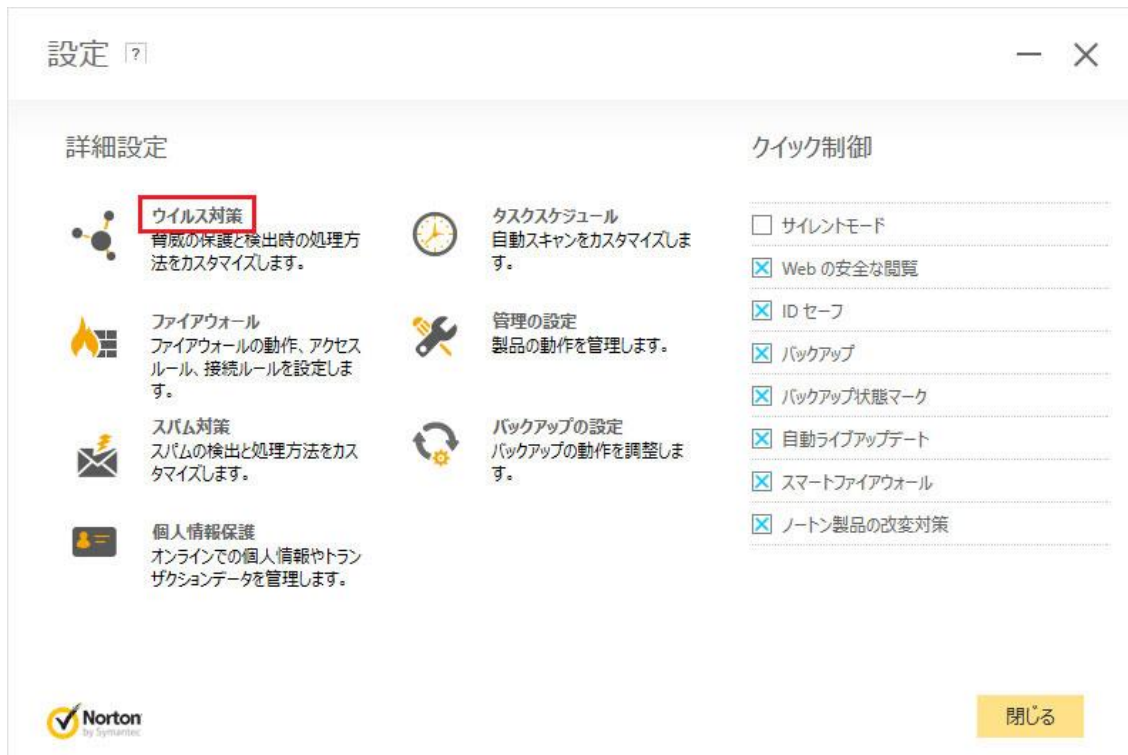 設定 ?
詳細設定
ウイルス対策
脅威の保護と検出時の処理方
法をカスタマイズします。
ファイアウォール
ファイアウォールの動作、アクセス
ルール、接続ルールを設定しま
す。
スパム対策
スパムの検出と処理方法をカス
タマイズします。
個人情報保護
オンラインでの個人情報やトラン
ザクションデータを管理します。
タスクスケジュール
自動スキャンをカスタマイズしま
す。
管理の設定
製品の動作を管理します。
バックアップの設定
バックアップの動作を調整しま
す。
クイック制御
サイレントモード
Web の安全な閲覧
ID セーフ
バックアップ
バックアップ状態マーク
自動ライブアップデート
スマートファイアウォール
ノートン製品の改変対策
Norton
by Symantec
閉じる